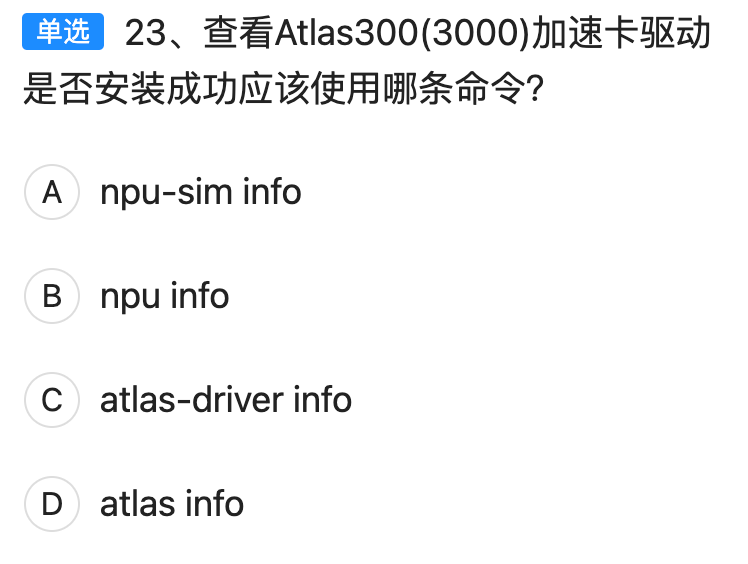 单选 23、查看Atlas300(3000)加速卡驱动
是否安装成功应该使用哪条命令?
A npu-sim info
B npu info
C atlas-driver info
D atlas info